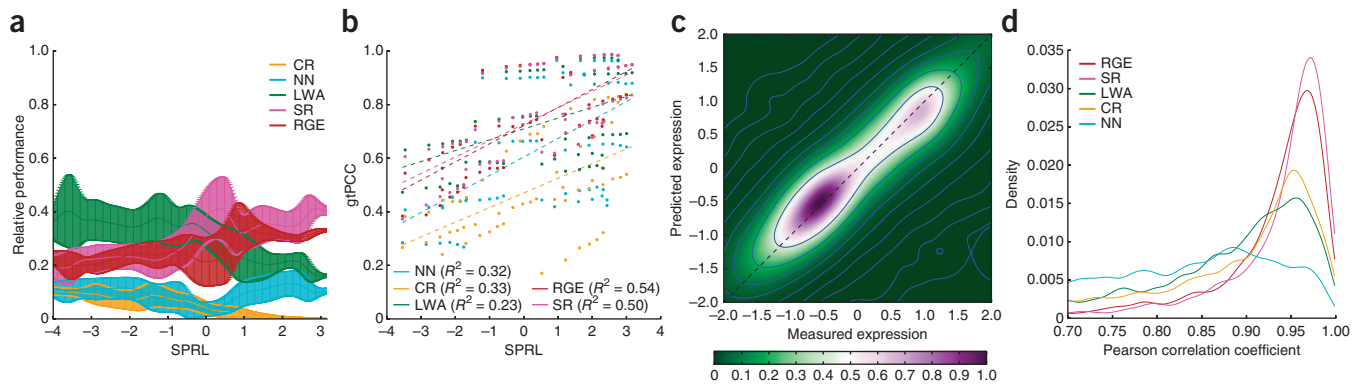 a
1.0
0.8
0.6
0.4
0.2
0
Relative performance
CR
NN
LWA
SR
RGE
−4 −3 −2 −1 0 1 2 3
SPRL
b
1.0
0.8
0.6
0.4
0.2
0
gtPCC
NN (R² = 0.32)
CR (R² = 0.33)
LWA (R² = 0.23)
RGE (R² = 0.54)
SR (R² = 0.50)
−4 −3 −2 −1 0 1 2 3 4
SPRL
c
2.0
1.5
1.0
0.5
0
−0.5
−1.0
−1.5
−2.0
Predicted expression
−2.0 −1.5 −1.0 −0.5 0 0.5 1.0 1.5 2.0
Measured expression
0 0.1 0.2 0.3 0.4 0.5 0.6 0.7 0.8 0.9 1.0
d
0.035
0.030
0.025
0.020
0.015
0.010
0.005
0
Density
RGE
SR
LWA
CR
NN
0.70 0.75 0.80 0.85 0.90 0.95 1.00
Pearson correlation coefficient